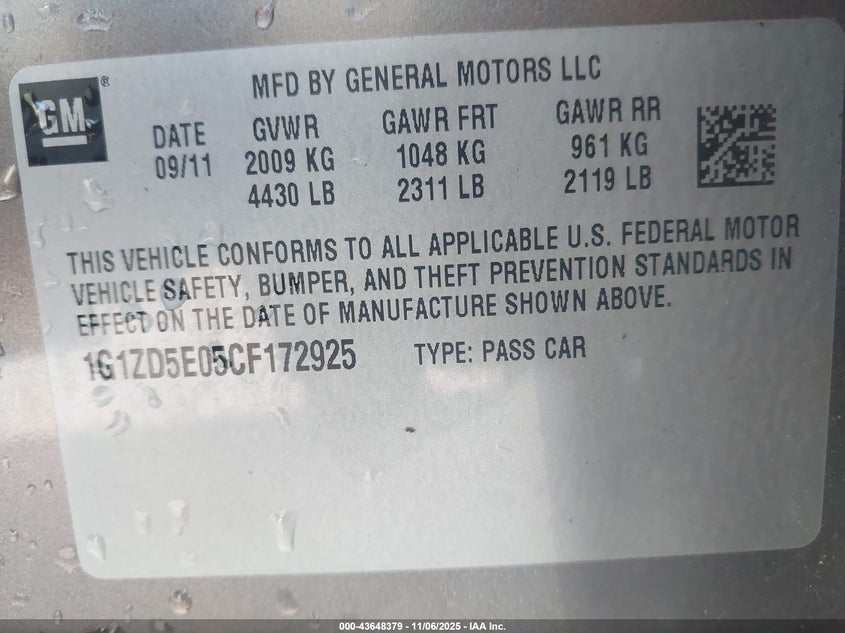 GM®
MFD BY GENERAL MOTORS LLC
DATE GVWR GAWR FRT GAWR RR
09/11 2009 KG 1048 KG 961 KG
4430 LB 2311 LB 2119 LB
THIS VEHICLE CONFORMS TO ALL APPLICABLE U.S. FEDERAL MOTOR
VEHICLE SAFETY, BUMPER, AND THEFT PREVENTION STANDARDS IN
EFFECT ON THE DATE OF MANUFACTURE SHOWN ABOVE.
1G1ZD5E05CF172925 TYPE: PASS CAR
000-43648379 - 11/06/2025 - IAA Inc.